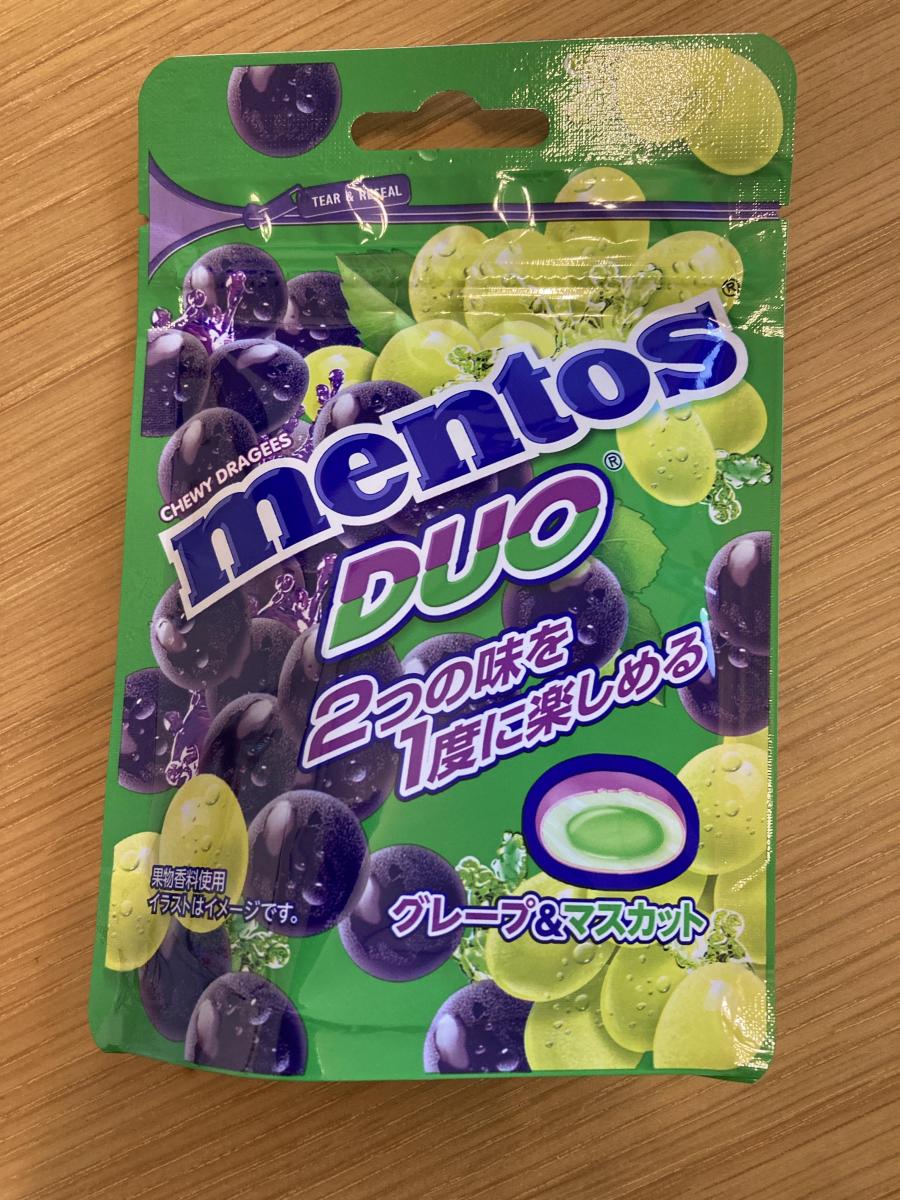 TEAR & RESEAL
CHEWY DRAGEES
mentos®
DUO®
2つの味を
1度に楽しめる
果物香料使用
イラストはイメージです。
グレープ&マスカット